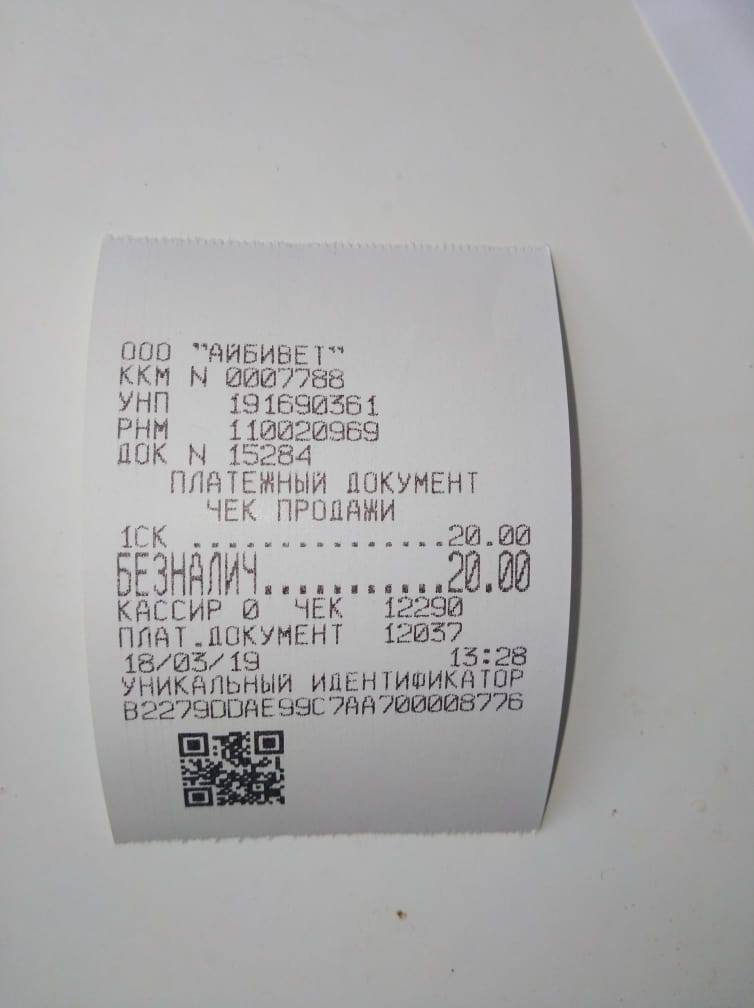 ООО "АЙБИВЕТ"
ККМ N 0007788
УНП 191690361
РНМ 110020969
ДОК N 15284
ПЛАТЕЖНЫЙ ДОКУМЕНТ
ЧЕК ПРОДАЖИ
1СК ................20.00
БЕЗНАЛИЧ...........20.00
КАССИР 0 ЧЕК 12290
ПЛАТ.ДОКУМЕНТ 12037
18/03/19 13:28
УНИКАЛЬНЫЙ ИДЕНТИФИКАТОР
B2279DDAE99C7AA700008776